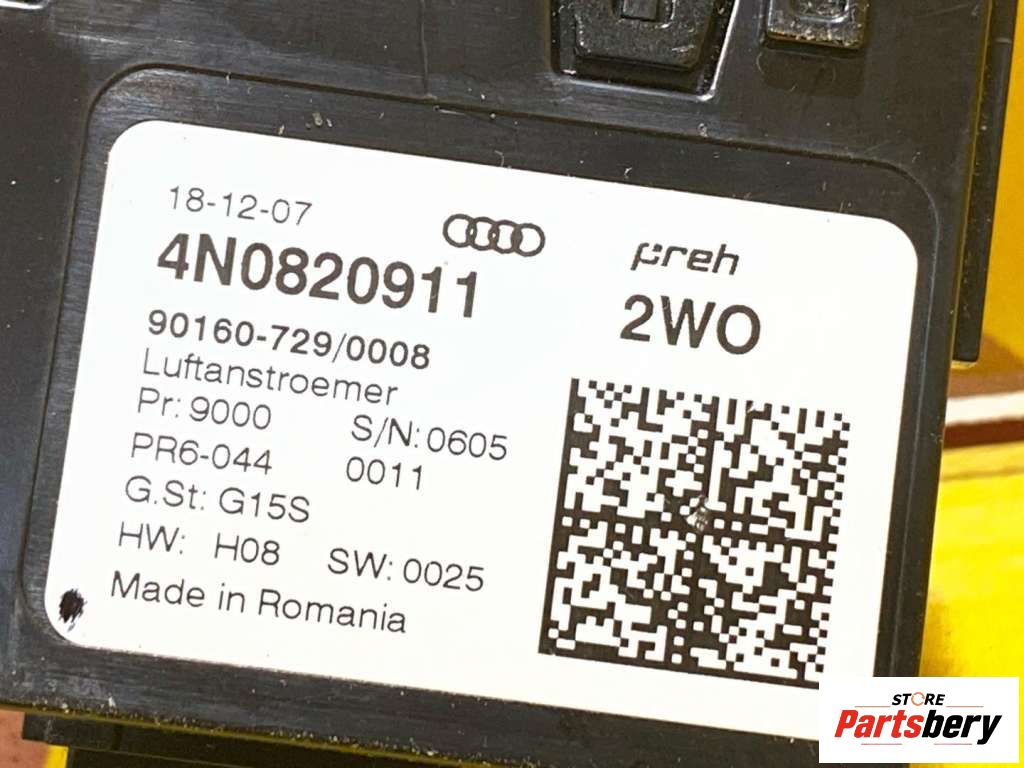 18-12-07
preh
4N0820911
2WO
90160-729/0008
Luftanstroemer
Pr: 9000 S/N: 0605
PR6-044 0011
G.St: G15S
HW: H08 SW: 0025
Made in Romania
STORE
Partsbery